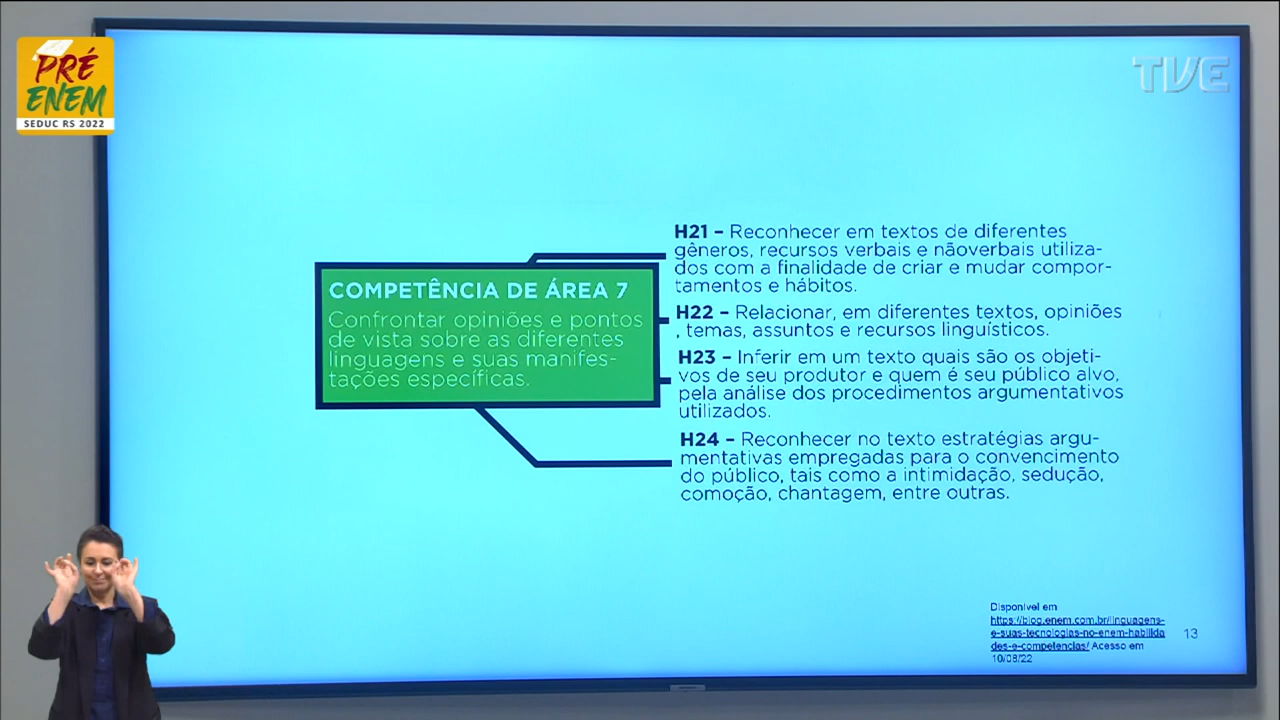 PRÉ
ENEM
SEDUC RS 2022
TVE
H21 – Reconhecer em textos de diferentes
gêneros, recursos verbais e nãoverbais utiliza-
dos com a finalidade de criar e mudar compor-
tamentos e hábitos.
COMPETÊNCIA DE ÁREA 7
Confrontar opiniões e pontos
de vista sobre as diferentes
linguagens e suas manifes-
tações específicas.
H22 – Relacionar, em diferentes textos, opiniões
, temas, assuntos e recursos linguísticos.
H23 – Inferir em um texto quais são os objeti-
vos de seu produtor e quem é seu público alvo,
pela análise dos procedimentos argumentativos
utilizados.
H24 – Reconhecer no texto estratégias argu-
mentativas empregadas para o convencimento
do público, tais como a intimidação, sedução,
comoção, chantagem, entre outras.
Disponível em
https://blog.enem.com.br/linguagens-
e-suas-tecnologias-no-enem-habilida
des-e-competencias/ Acesso em
10/08/22
13